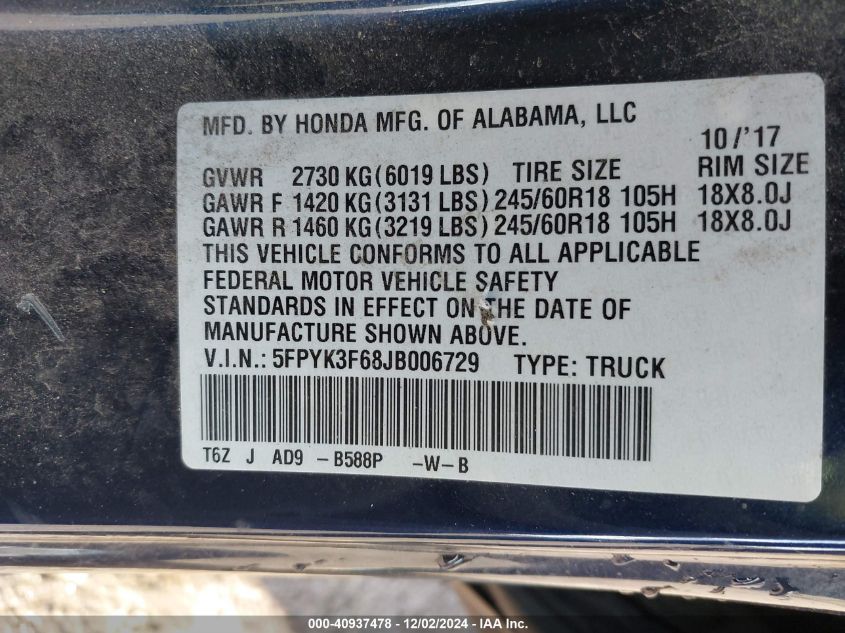 MFD. BY HONDA MFG. OF ALABAMA, LLC
10/'17
GVWR 2730 KG(6019 LBS) TIRE SIZE RIM SIZE
GAWR F 1420 KG(3131 LBS) 245/60R18 105H 18X8.0J
GAWR R 1460 KG(3219 LBS) 245/60R18 105H 18X8.0J
THIS VEHICLE CONFORMS TO ALL APPLICABLE
FEDERAL MOTOR VEHICLE SAFETY
STANDARDS IN EFFECT ON THE DATE OF
MANUFACTURE SHOWN ABOVE.
V.I.N.: 5FPYK3F68JB006729 TYPE: TRUCK
T6Z J AD9 -B588P -W-B
000-40937478 - 12/02/2024 - IAA Inc.